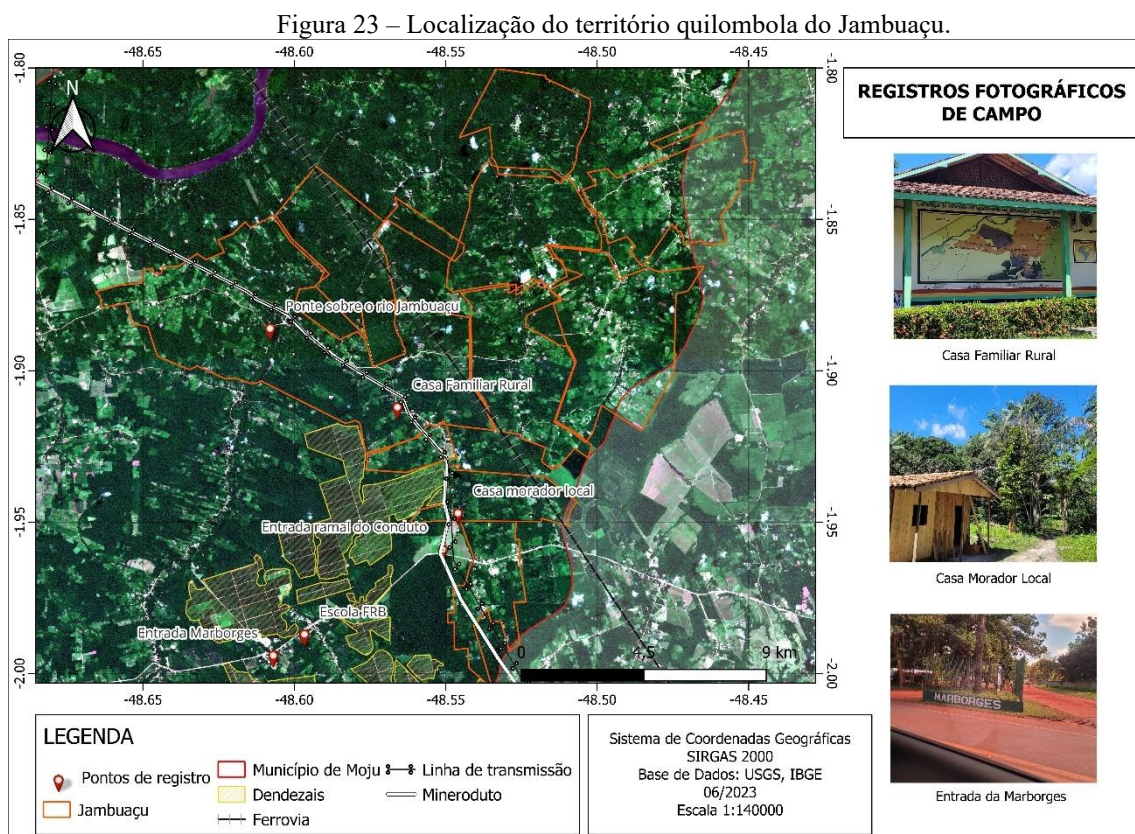 Figura 23 – Localização do território quilombola do Jambuaçu.
-48.65 -48.60 -48.55 -48.50 -48.45
-1.80 -1.80
N
-1.85 -1.85
Ponte sobre o rio Jambuaçu
-1.90 -1.90
Casa Familiar Rural
Casa morador local
Entrada ramal do Conduto
-1.95 -1.95
Escola FRB
Entrada Marborges
0 4,5 9 km
-2.00 -2.00
-48.65 -48.60 -48.55 -48.50 -48.45
REGISTROS FOTOGRÁFICOS
DE CAMPO
Casa Familiar Rural
Casa Morador Local
MARBORGES
Entrada da Marborges
LEGENDA
Pontos de registro
Jambuaçu
Município de Moju
Dendezais
Ferrovia
Linha de transmissão
Mineroduto
Sistema de Coordenadas Geográficas
SIRGAS 2000
Base de Dados: USGS, IBGE
06/2023
Escala 1:140000